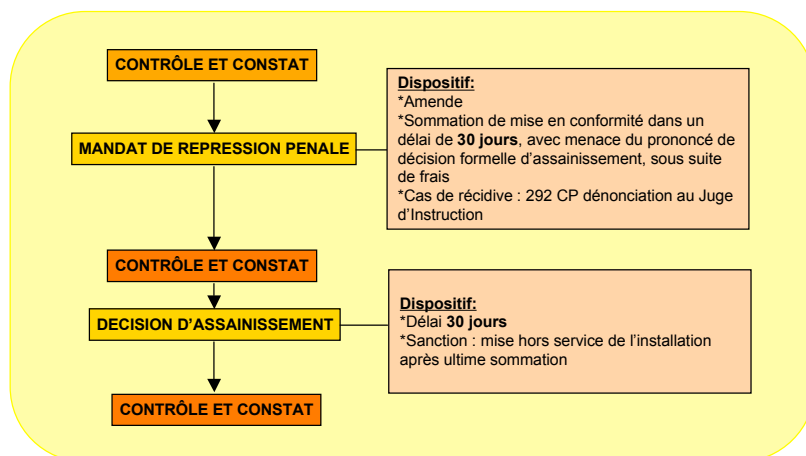 CONTRÔLE ET CONSTAT
Dispositif:
*Amende
*Sommation de mise en conformité dans un
délai de 30 jours, avec menace du prononcé de
décision formelle d'assainissement, sous suite
de frais
*Cas de récidive : 292 CP dénonciation au Juge
d'Instruction
MANDAT DE REPRESSION PENALE
CONTRÔLE ET CONSTAT
DECISION D'ASSAINISSEMENT
Dispositif:
*Délai 30 jours
*Sanction : mise hors service de l'installation
après ultime sommation
CONTRÔLE ET CONSTAT